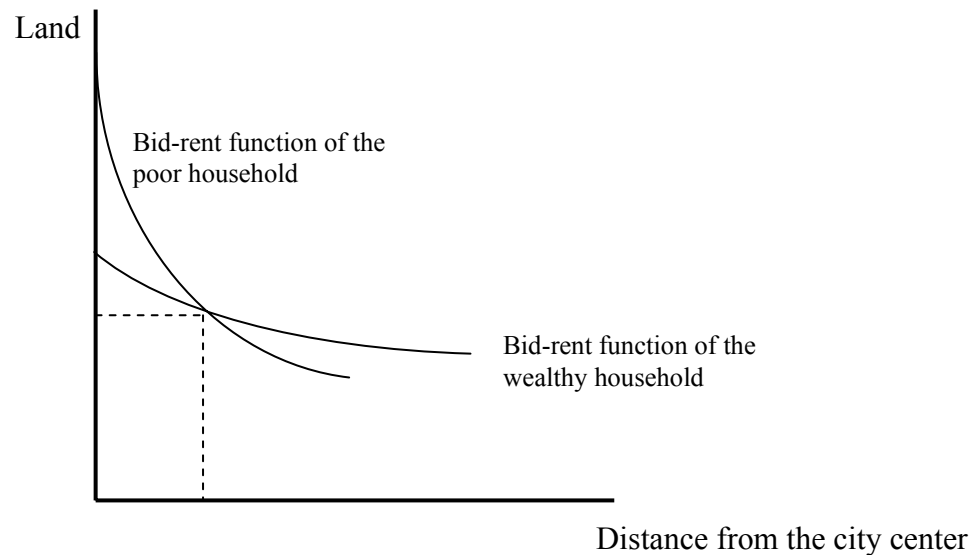 Land
Bid-rent function of the
poor household
Bid-rent function of the
wealthy household
Distance from the city center